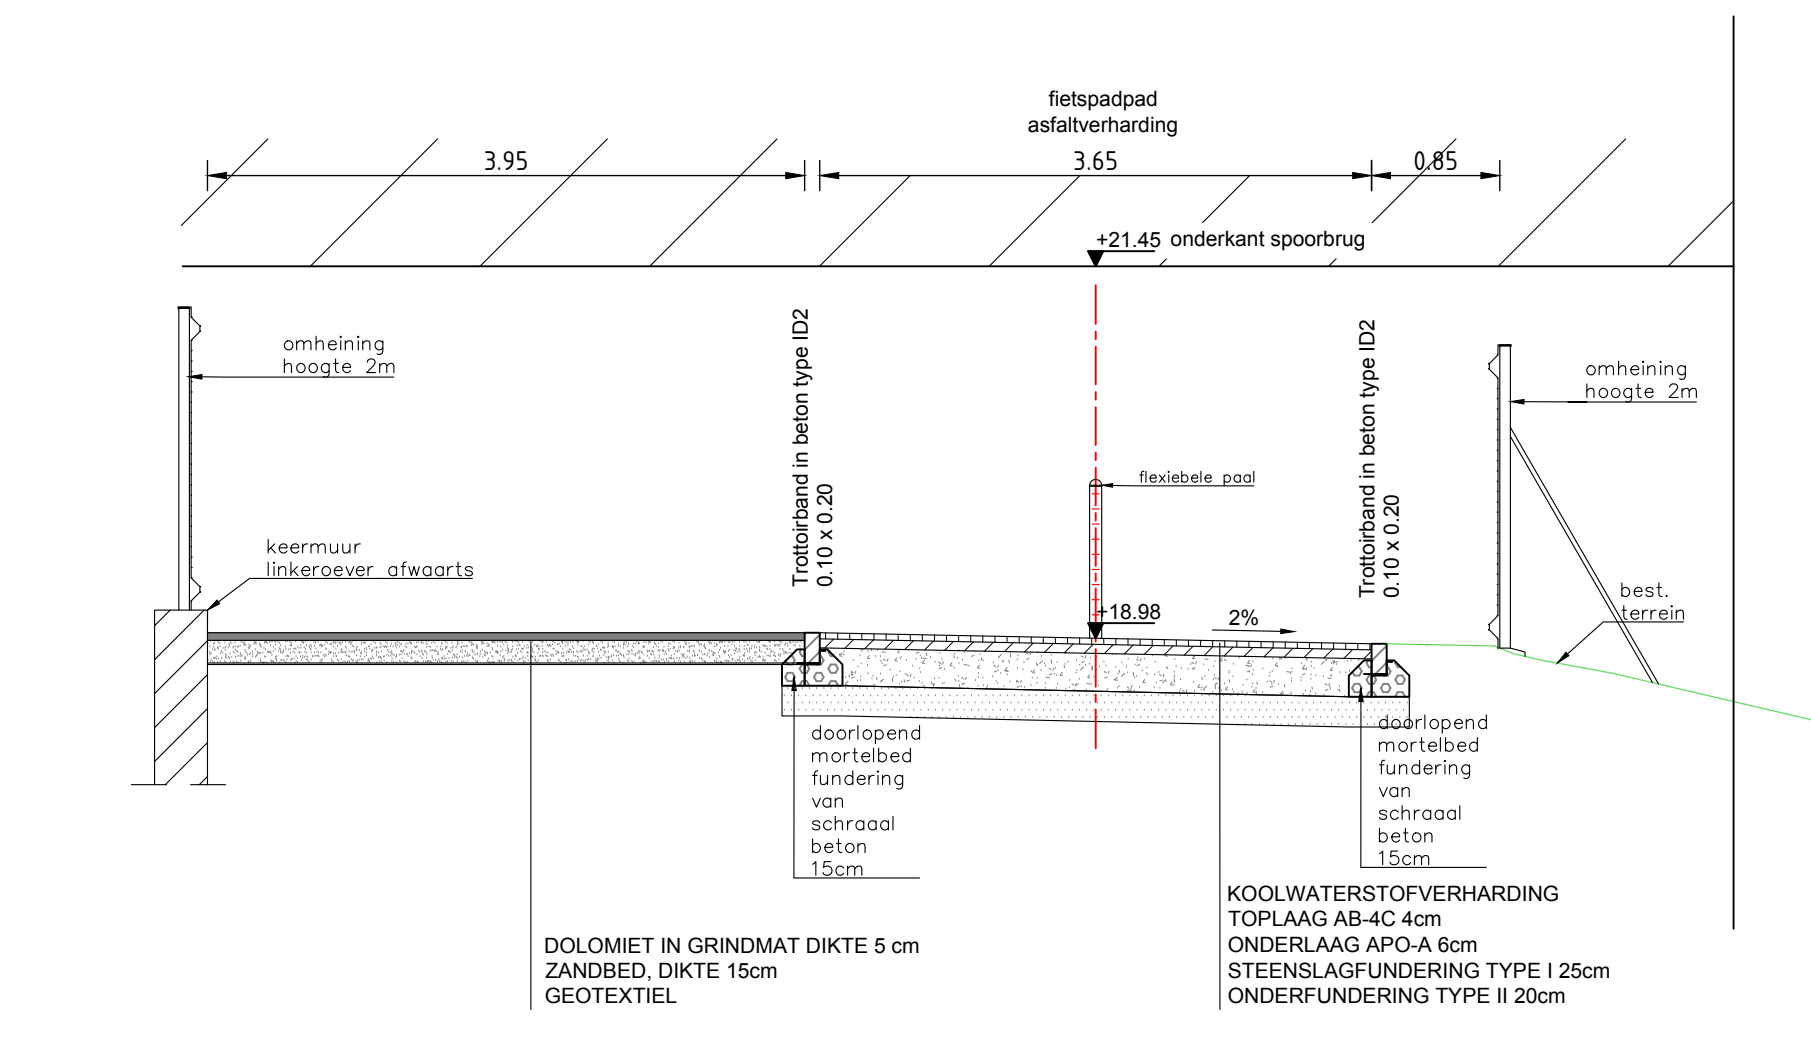 fietspadpad
asfaltverharding
3.95
3.65
0.85
+21.45 onderkant spoorbrug
omheining
hoogte 2m
Trottoirband in beton type ID2
0.10 x 0.20
Trottoirband in beton type ID2
0.10 x 0.20
omheining
hoogte 2m
flexiebele paal
keermuur
linkeroever afwaarts
+18.98
2%
best.
terrein
doorlopend
mortelbed
fundering
van
schraaal
beton
15cm
doorlopend
mortelbed
fundering
van
schraaal
beton
15cm
DOLOMIET IN GRINDMAT DIKTE 5 cm
ZANDBED, DIKTE 15cm
GEOTEXTIEL
KOOLWATERSTOFVERHARDING
TOPLAAG AB-4C 4cm
ONDERLAAG APO-A 6cm
STEENSLAGFUNDERING TYPE I 25cm
ONDERFUNDERING TYPE II 20cm